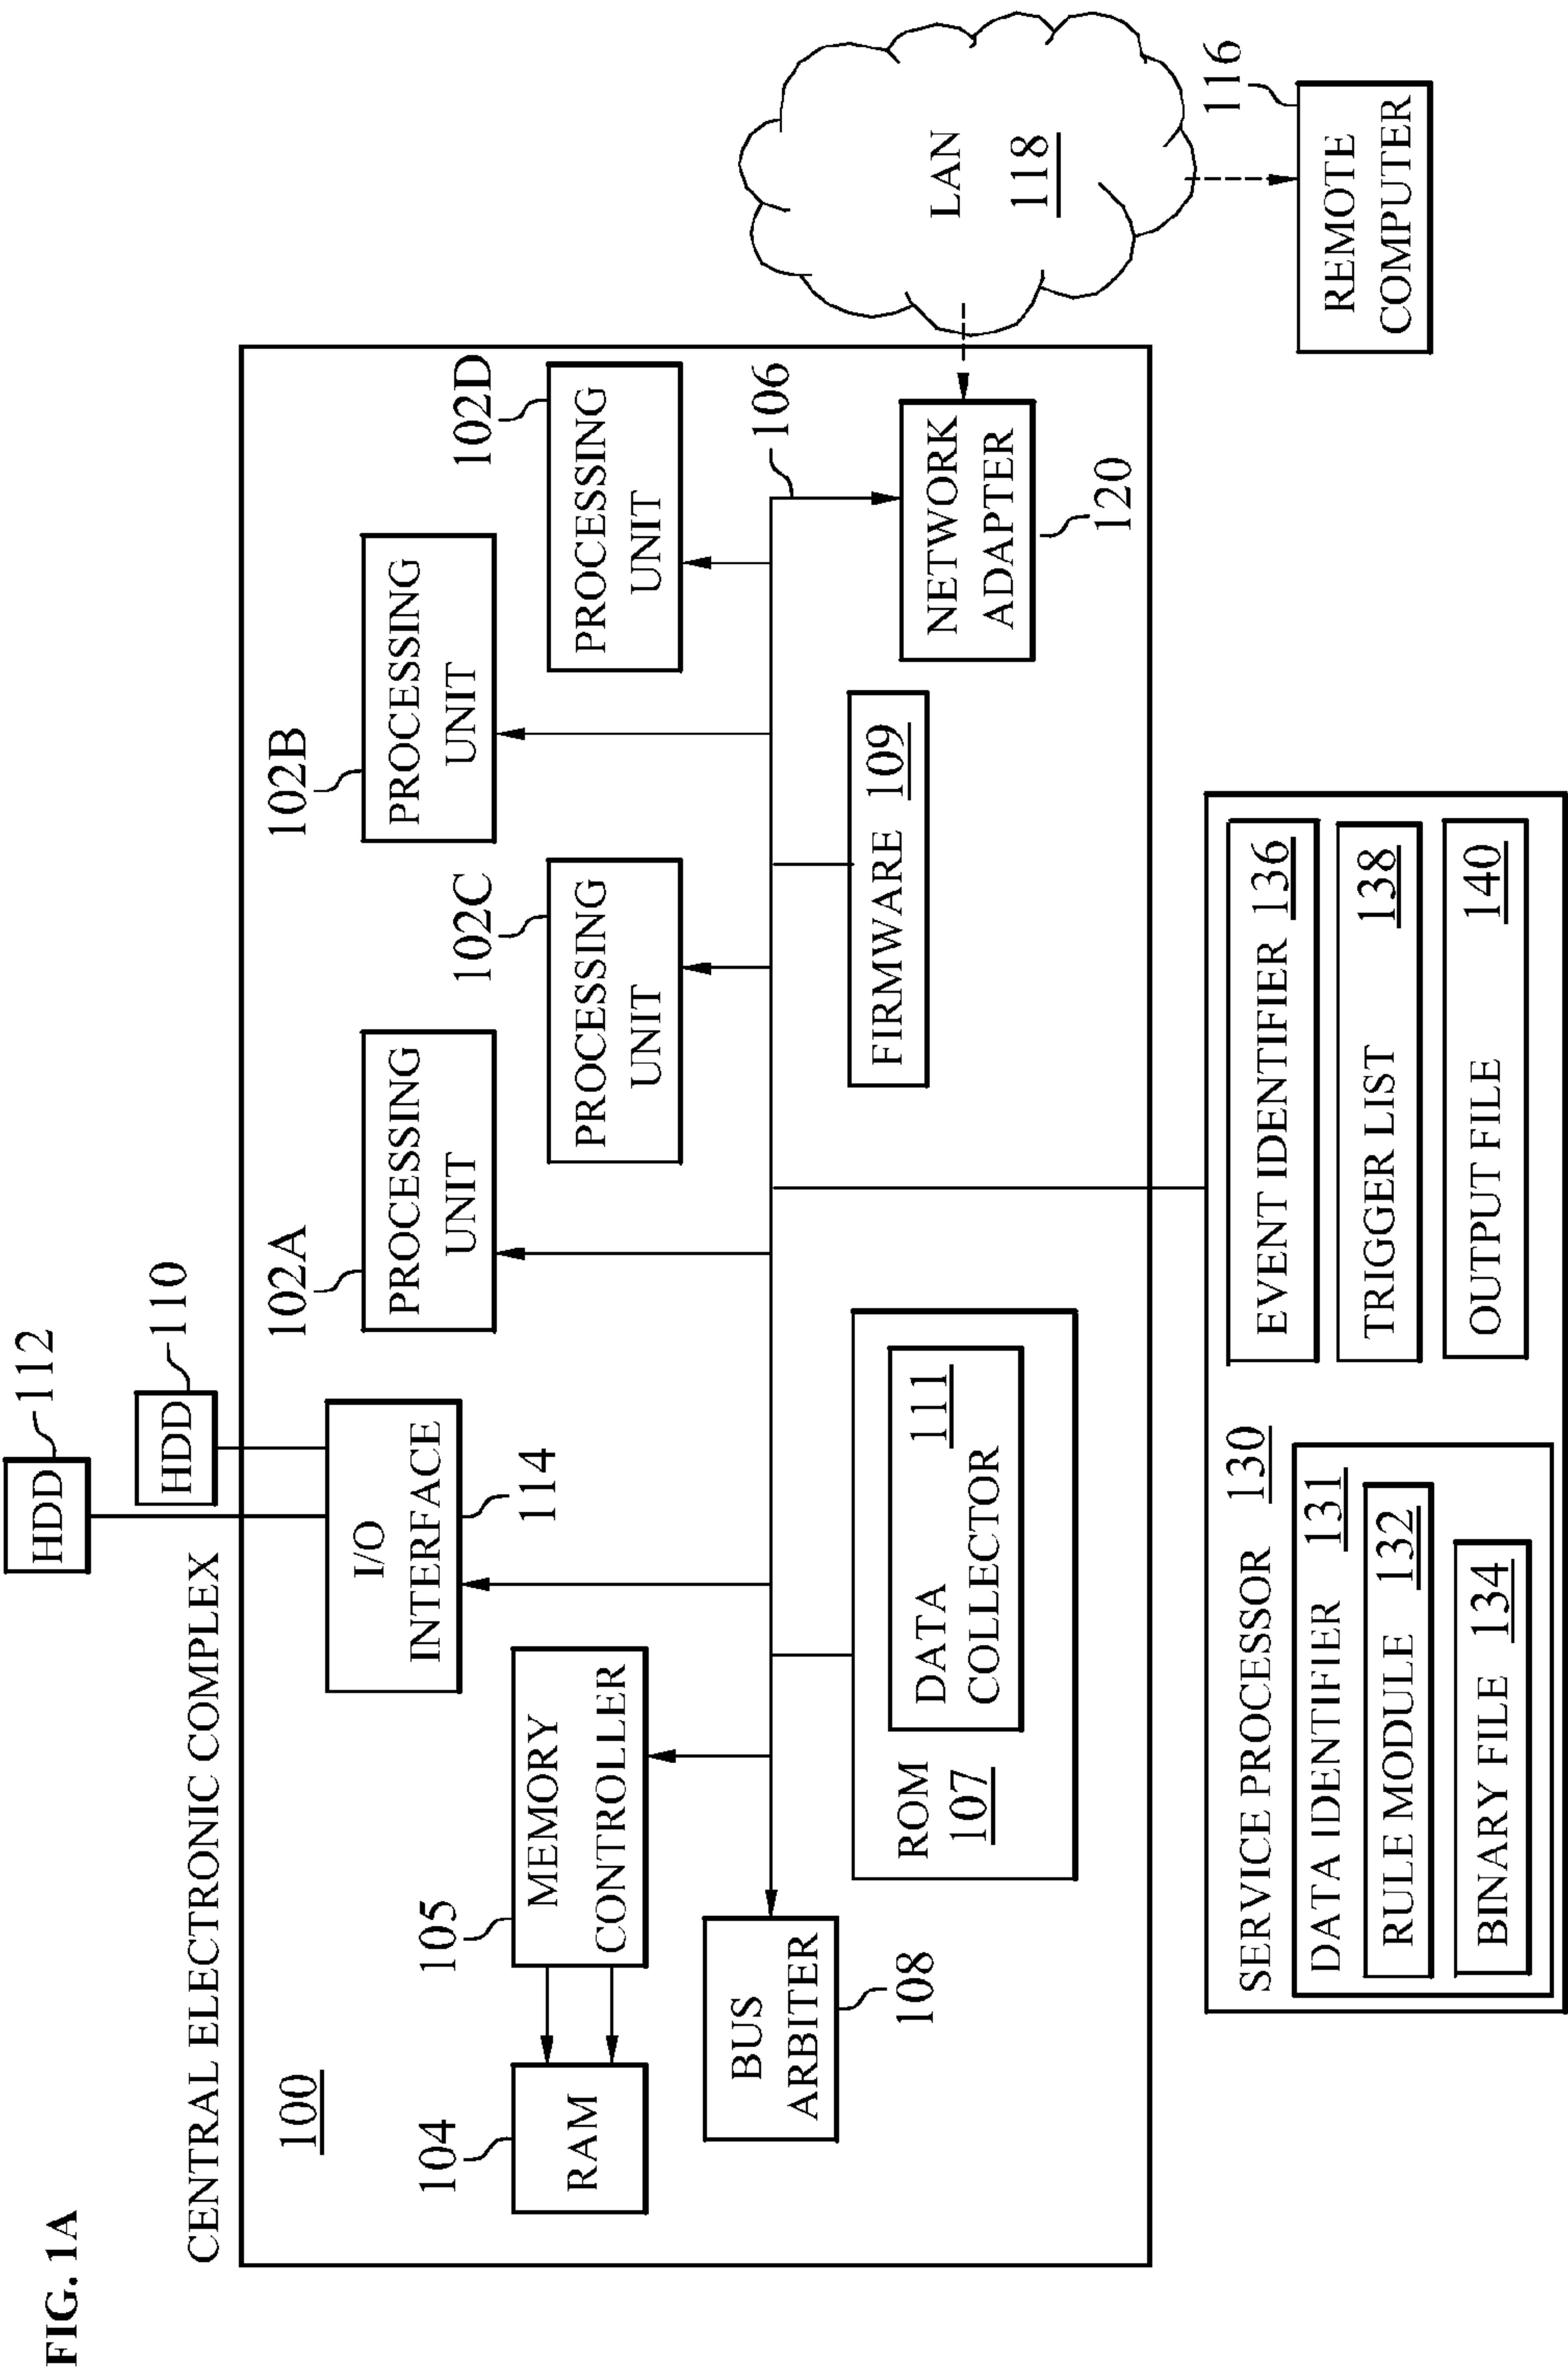 FIG. 1A
CENTRAL ELECTRONIC COMPLEX
100
HDD
112
HDD
110
I/O
INTERFACE
114
102A
PROCESSING
UNIT
102B
PROCESSING
UNIT
102C
PROCESSING
UNIT
102D
PROCESSING
UNIT
104
RAM
105
MEMORY
CONTROLLER
106
BUS
ARBITER
108
ROM
107
DATA
COLLECTOR
111
FIRMWARE 109
NETWORK
ADAPTER
120
LAN
118
116
REMOTE
COMPUTER
SERVICE PROCESSOR 130
DATA IDENTIFIER 131
RULE MODULE 132
BINARY FILE 134
EVENT IDENTIFIER 136
TRIGGER LIST 138
OUTPUT FILE 140